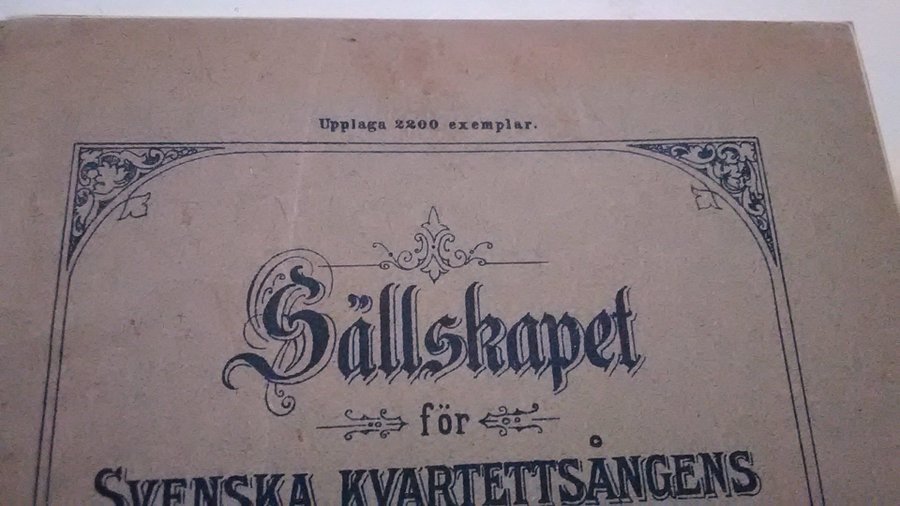 Upplaga 2200 exemplar.
Sällskapet
för
SVENSKA KVARTETTSÅNGENS